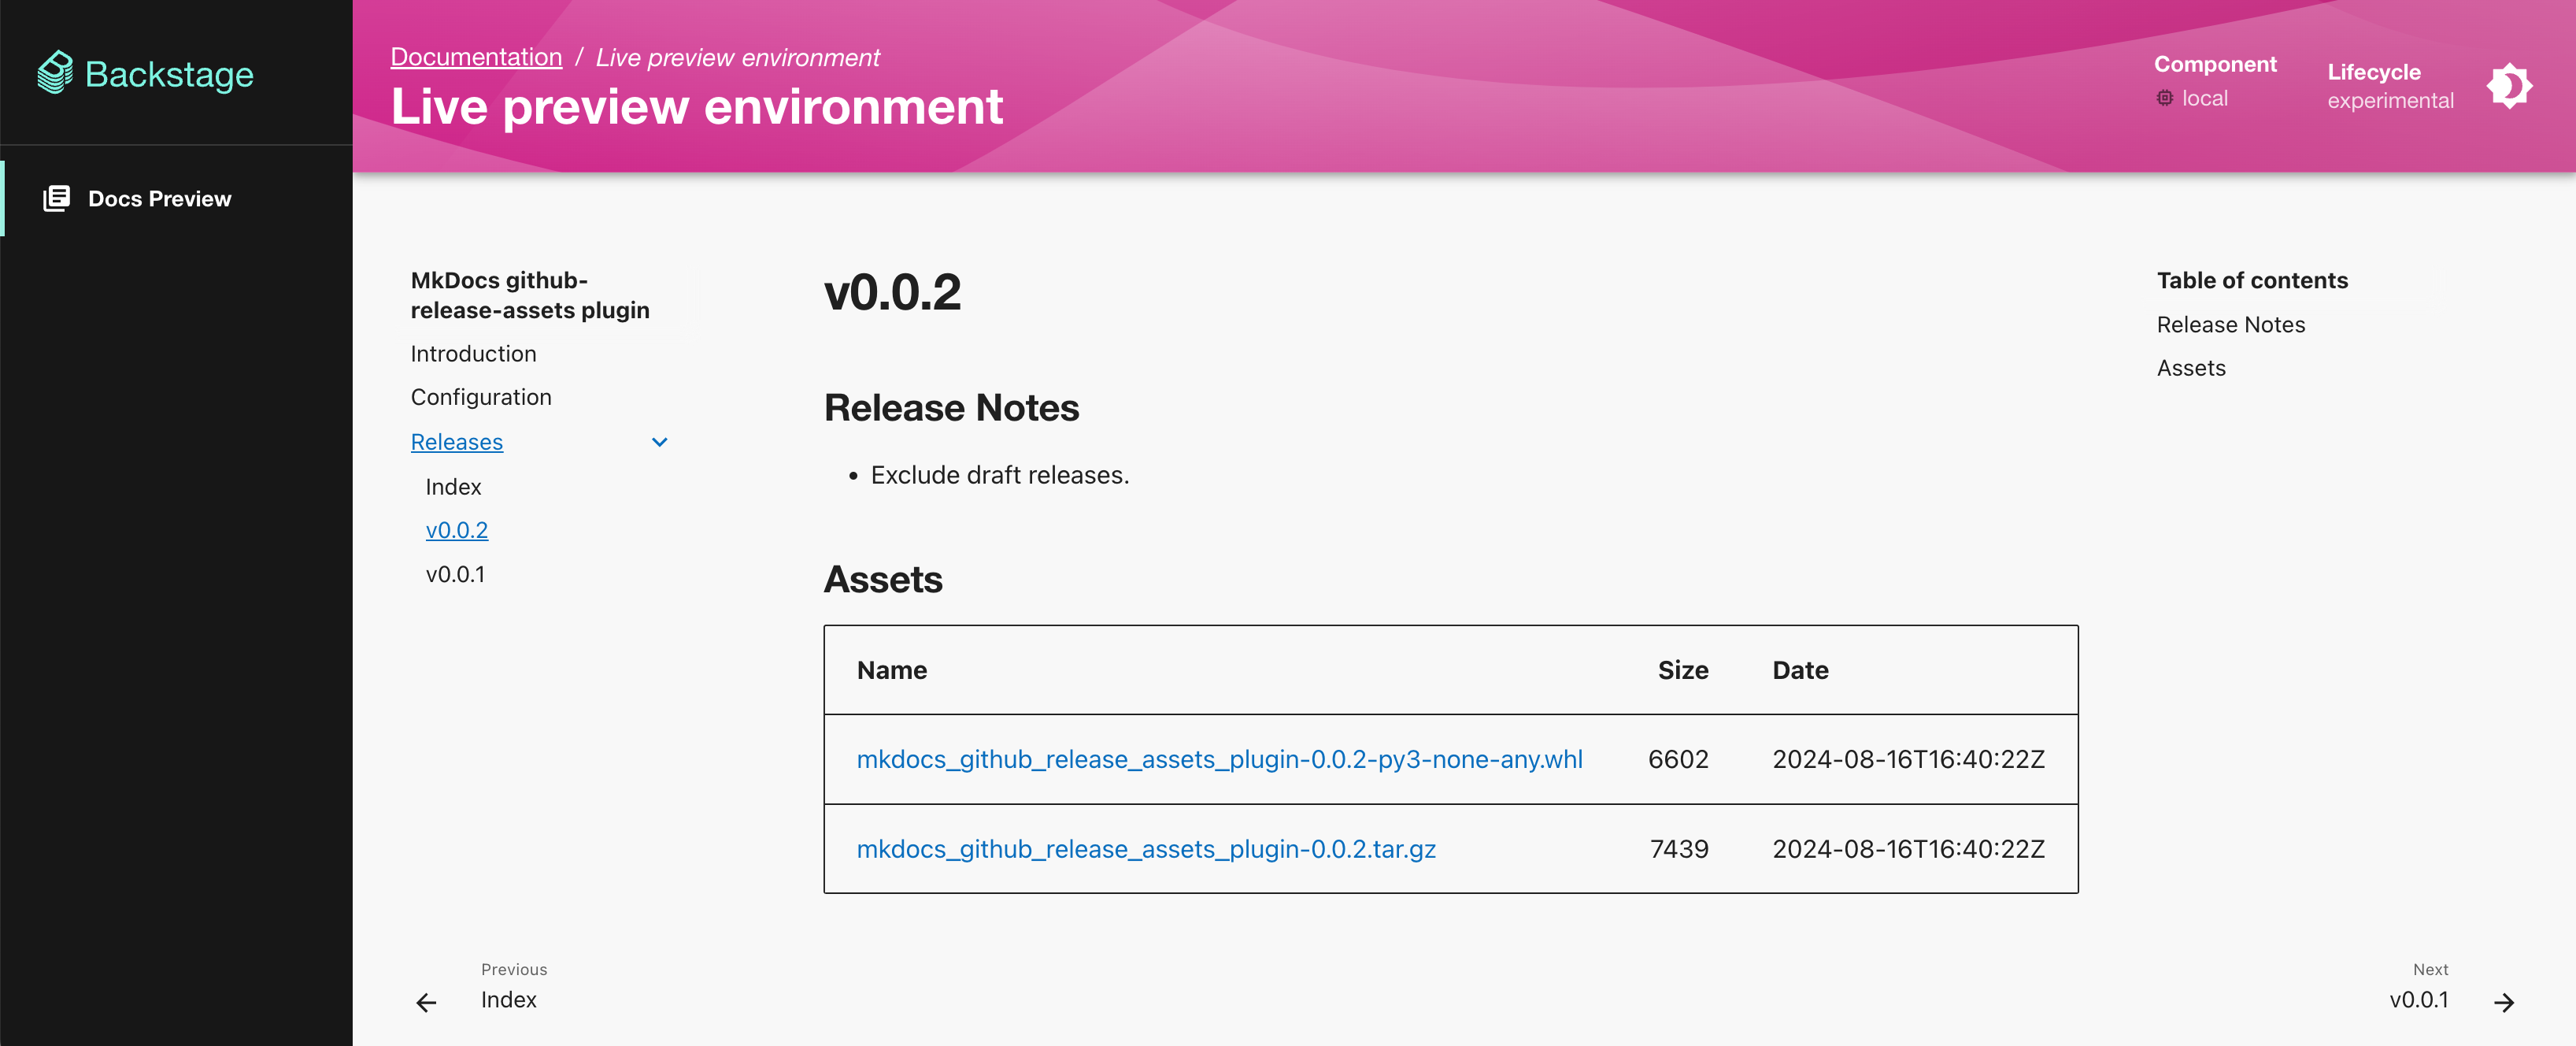 Backstage
Docs Preview
Documentation / Live preview environment
Live preview environment
Component
local
Lifecycle
experimental
MkDocs github-
release-assets plugin
Introduction
Configuration
Releases
Index
v0.0.2
v0.0.1
v0.0.2
Release Notes
Exclude draft releases.
Assets
Name Size Date
mkdocs_github_release_assets_plugin-0.0.2-py3-none-any.whl 6602 2024-08-16T16:40:22Z
mkdocs_github_release_assets_plugin-0.0.2.tar.gz 7439 2024-08-16T16:40:22Z
Table of contents
Release Notes
Assets
Previous
Index
Next
v0.0.1